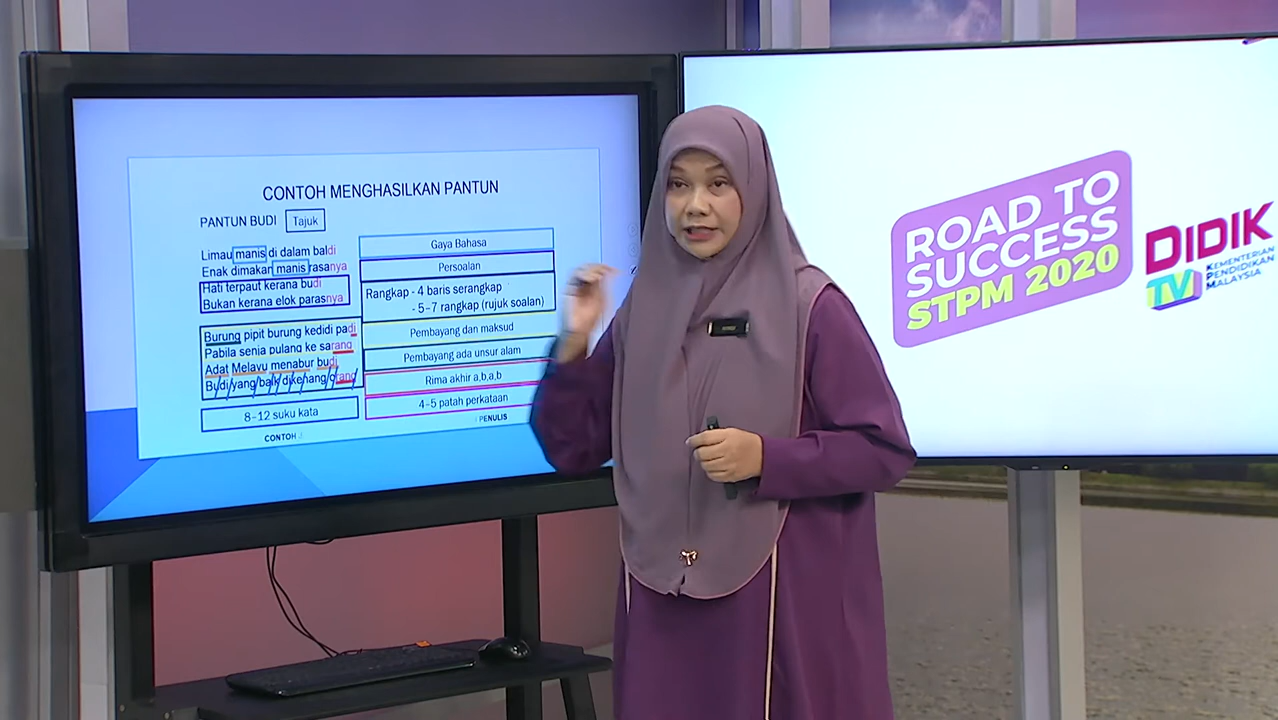 CONTOH MENGHASILKAN PANTUN
PANTUN BUDI
Tajuk
Limau manis di dalam baldi
Enak dimakan manis rasanya
Hati terpaut kerana budi
Bukan kerana elok parasnya
Burung pipit burung kedidi padi
Pabila senja pulang ke sarang
Adat Melayu menabur budi
Budi yang baik dikenang orang
8-12 suku kata
CONTOH
Gaya Bahasa
Persoalan
Rangkap - 4 baris serangkap
- 5-7 rangkap (rujuk soalan)
Pembayang dan maksud
Pembayang ada unsur alam
Rima akhir a,b,a,b
4-5 patah perkataan
PENULIS
ROAD TO
SUCCESS
STPM 2020
DIDIK
TV
KEMENTERIAN
PENDIDIKAN
MALAYSIA